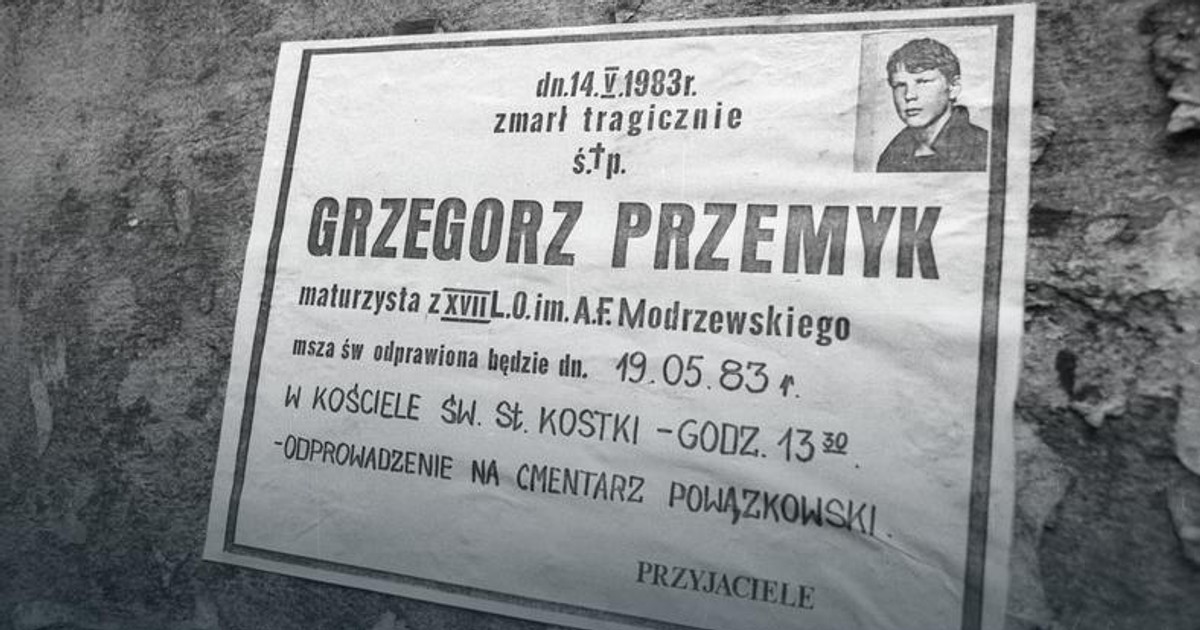 dn.14.V.1983r.
zmarł tragicznie
ś.†p.
GRZEGORZ PRZEMYK
maturzysta z XVII L.O. im. A.F. Modrzewskiego
msza św odprawiona będzie dn. 19.05.83 r.
W KOŚCIELE ŚW. St. KOSTKI – GODZ. 13 30.
-ODPROWADZENIE NA CMENTARZ POWĄZKOWSKI.
PRZYJACIELE